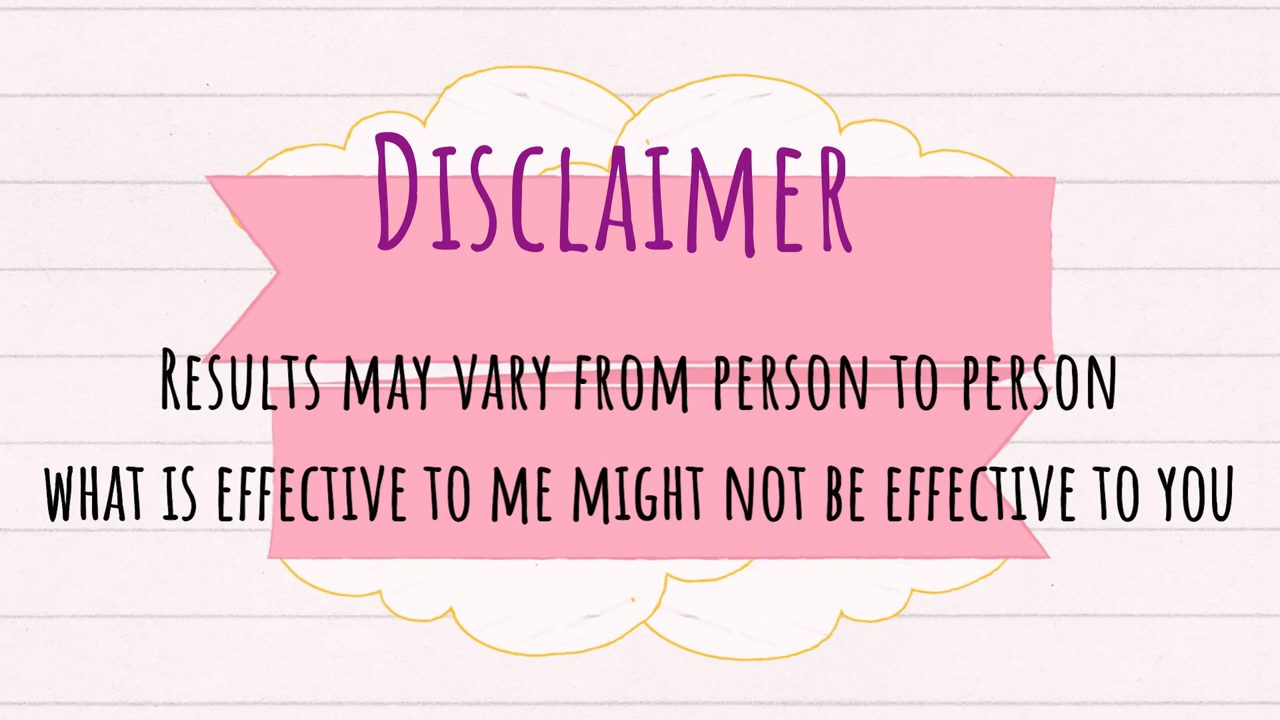 Disclaimer
Results may vary from person to person
what is effective to me might not be effective to you